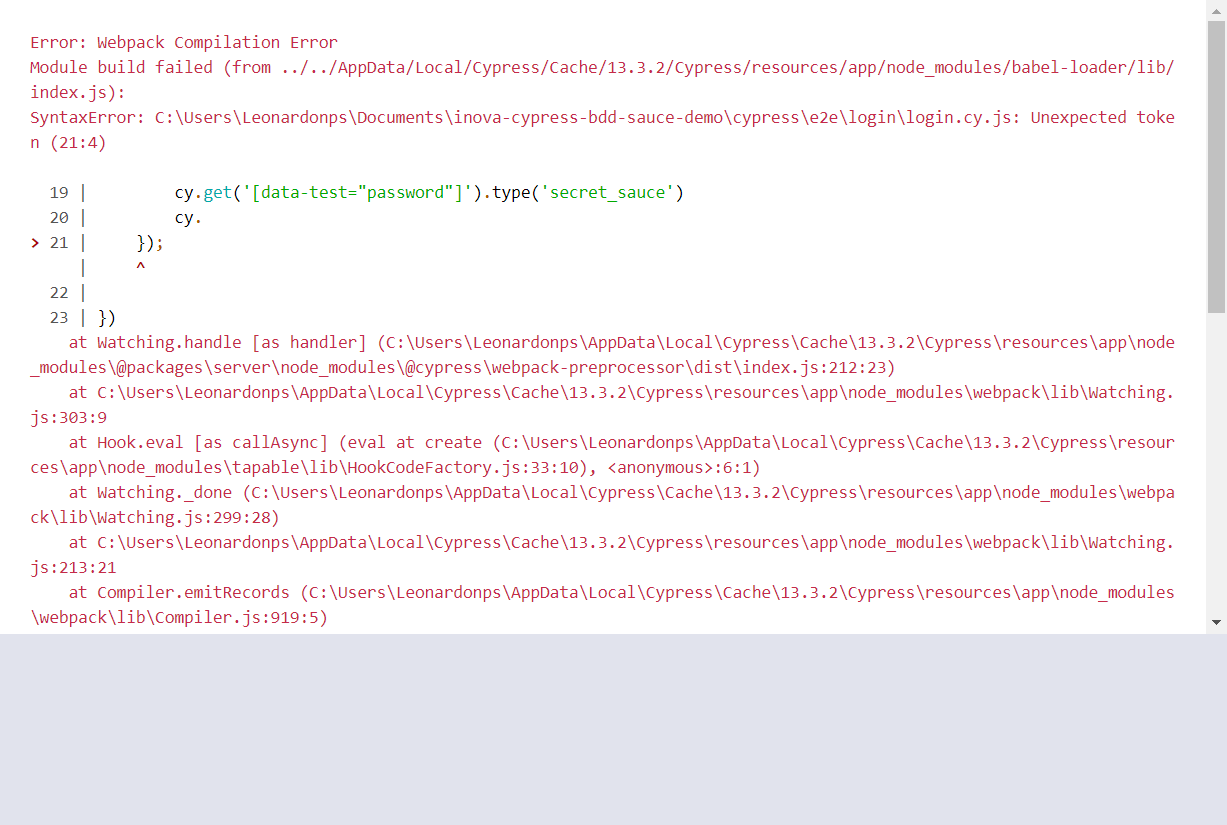 Error: Webpack Compilation Error
Module build failed (from ../../AppData/Local/Cypress/Cache/13.3.2/Cypress/resources/app/node_modules/babel-loader/lib/
index.js):
SyntaxError: C:\Users\Leonardonps\Documents\inova-cypress-bdd-sauce-demo\cypress\e2e\login\login.cy.js: Unexpected toke
n (21:4)
  19 |         cy.get('[data-test="password"]').type('secret_sauce')
  20 |         cy.
> 21 |     });
     |     ^
  22 |
  23 | })
    at Watching.handle [as handler] (C:\Users\Leonardonps\AppData\Local\Cypress\Cache\13.3.2\Cypress\resources\app\node
_modules\@packages\server\node_modules\@cypress\webpack-preprocessor\dist\index.js:212:23)
    at C:\Users\Leonardonps\AppData\Local\Cypress\Cache\13.3.2\Cypress\resources\app\node_modules\webpack\lib\Watching.
js:303:9
    at Hook.eval [as callAsync] (eval at create (C:\Users\Leonardonps\AppData\Local\Cypress\Cache\13.3.2\Cypress\resour
ces\app\node_modules\tapable\lib\HookCodeFactory.js:33:10), <anonymous>:6:1)
    at Watching._done (C:\Users\Leonardonps\AppData\Local\Cypress\Cache\13.3.2\Cypress\resources\app\node_modules\webpa
ck\lib\Watching.js:299:28)
    at C:\Users\Leonardonps\AppData\Local\Cypress\Cache\13.3.2\Cypress\resources\app\node_modules\webpack\lib\Watching.
js:213:21
    at Compiler.emitRecords (C:\Users\Leonardonps\AppData\Local\Cypress\Cache\13.3.2\Cypress\resources\app\node_modules
\webpack\lib\Compiler.js:919:5)